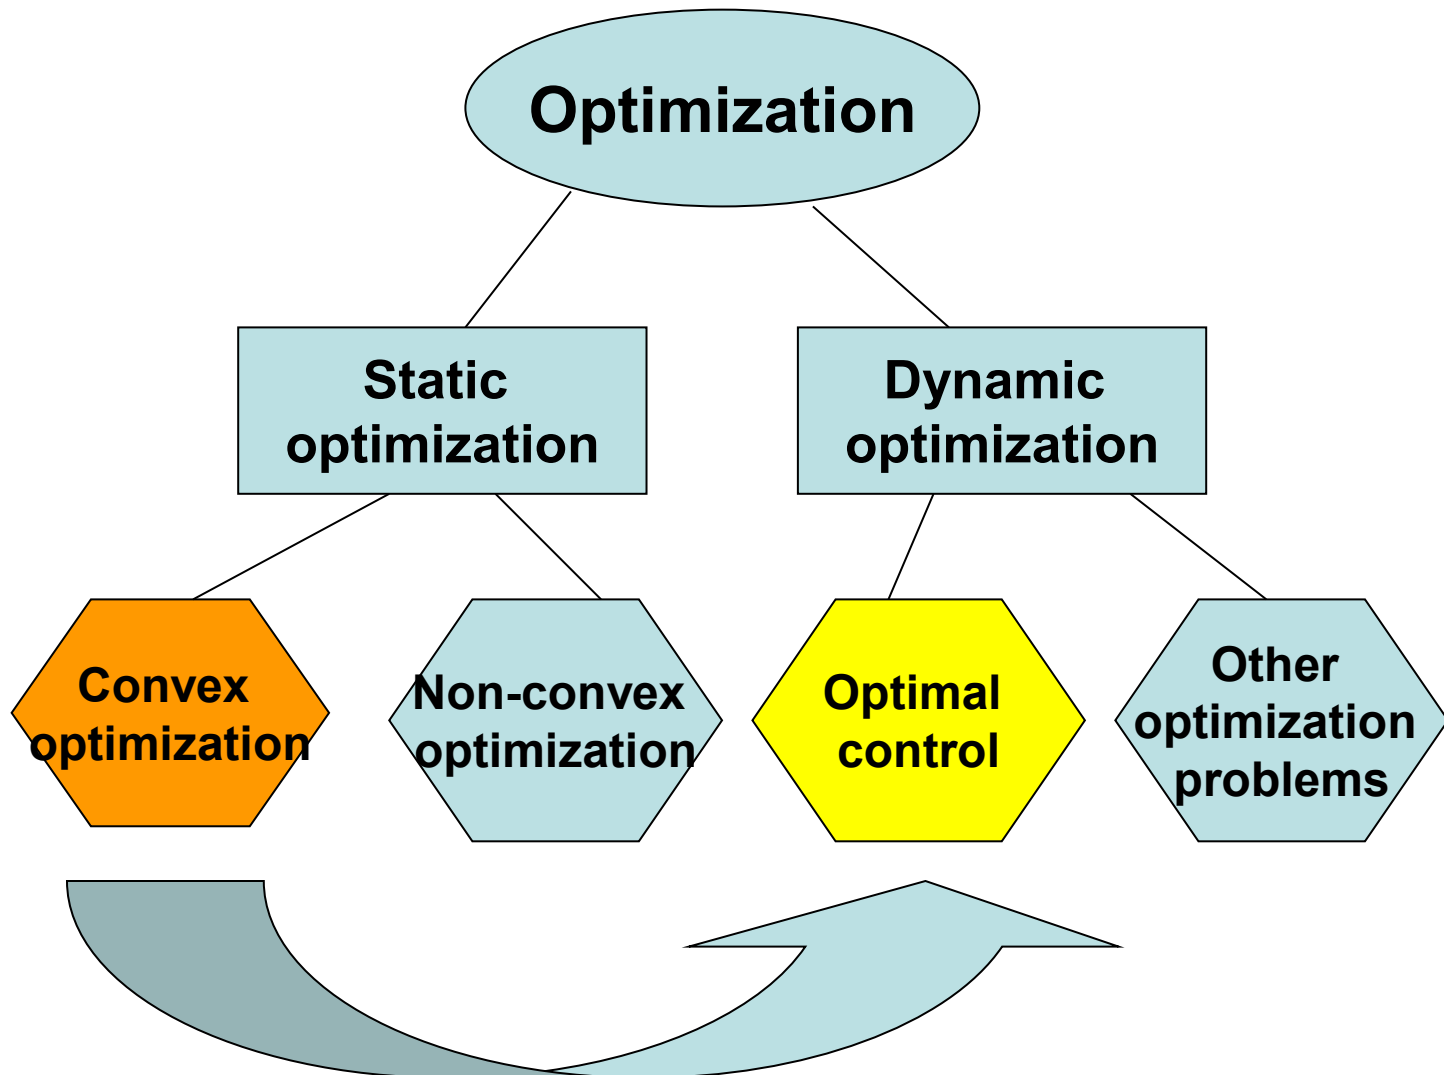 Optimization
Static
optimization
Dynamic
optimization
Convex
optimization
Non-convex
optimization
Optimal
control
Other
optimization
problems